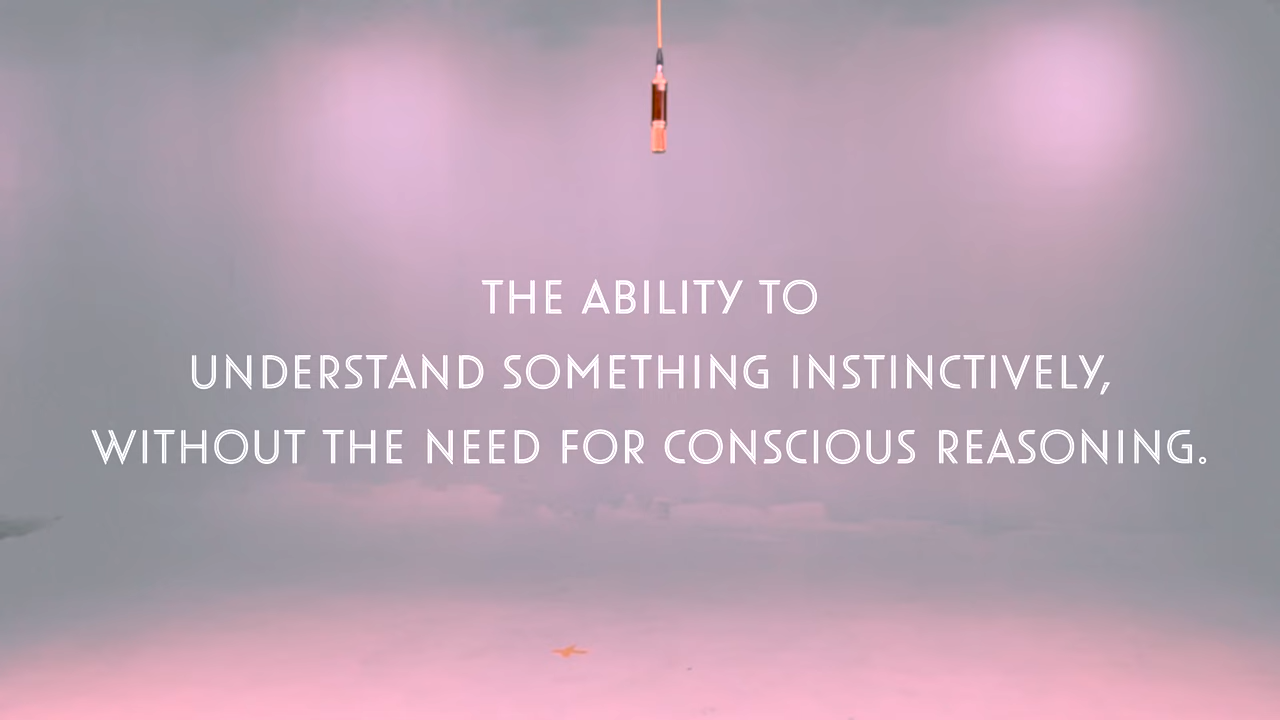 THE ABILITY TO
UNDERSTAND SOMETHING INSTINCTIVELY,
WITHOUT THE NEED FOR CONSCIOUS REASONING.